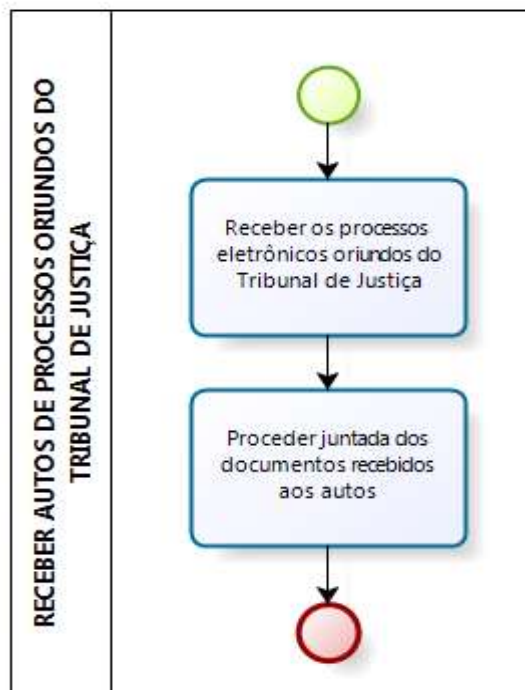 RECEBER AUTOS DE PROCESSOS ORIUNDOS DO
TRIBUNAL DE JUSTIÇA
Receber os processos
eletrônicos oriundos do
Tribunal de Justiça
Proceder juntada dos
documentos recebidos
aos autos